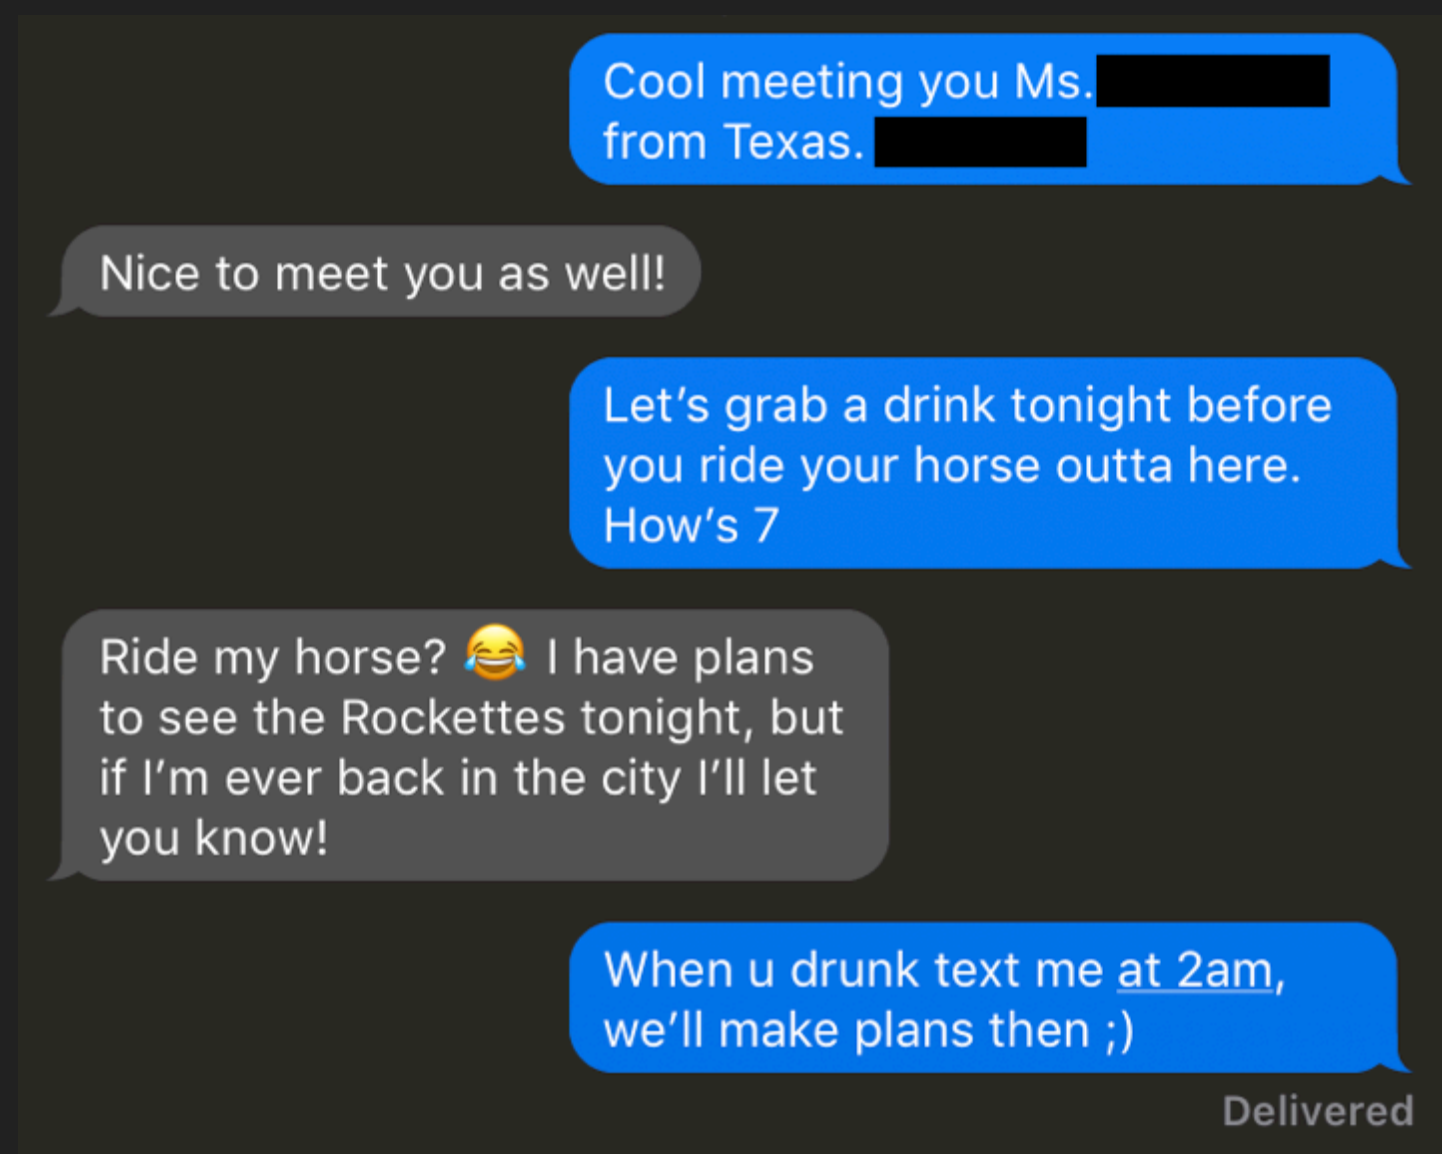 Cool meeting you Ms.
from Texas.
Nice to meet you as well!
Let's grab a drink tonight before
you ride your horse outta here.
How's 7
Ride my horse? 😂 I have plans
to see the Rockettes tonight, but
if I'm ever back in the city I'll let
you know!
When u drunk text me at 2am,
we'll make plans then ;)
Delivered